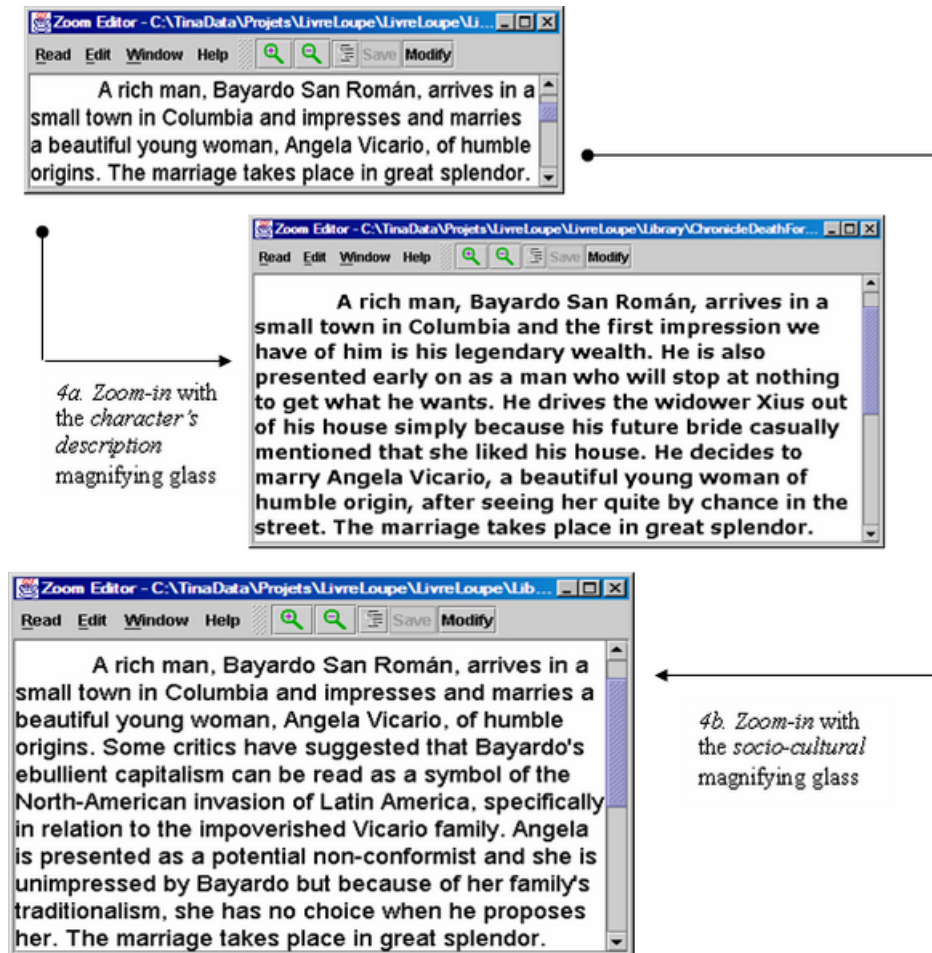 Zoom Editor - C:\TinaData\Projets\LivreLoupe\LivreLoupe\Li...
Read Edit Window Help Save Modify
A rich man, Bayardo San Román, arrives in a
small town in Columbia and impresses and marries
a beautiful young woman, Angela Vicario, of humble
origins. The marriage takes place in great splendor.
Zoom Editor - C:\TinaData\Projets\LivreLoupe\LivreLoupe\Library\ChronicleDeathFor...
Read Edit Window Help Save Modify
A rich man, Bayardo San Román, arrives in a
small town in Columbia and the first impression we
have of him is his legendary wealth. He is also
presented early on as a man who will stop at nothing
to get what he wants. He drives the widower Xius out
of his house simply because his future bride casually
mentioned that she liked his house. He decides to
marry Angela Vicario, a beautiful young woman of
humble origin, after seeing her quite by chance in the
street. The marriage takes place in great splendor.
4a. Zoom-in with
the character's
description
magnifying glass
Zoom Editor - C:\TinaData\Projets\LivreLoupe\LivreLoupe\Lib...
Read Edit Window Help Save Modify
A rich man, Bayardo San Román, arrives in a
small town in Columbia and impresses and marries a
beautiful young woman, Angela Vicario, of humble
origins. Some critics have suggested that Bayardo's
ebullient capitalism can be read as a symbol of the
North-American invasion of Latin America, specifically
in relation to the impoverished Vicario family. Angela
is presented as a potential non-conformist and she is
unimpressed by Bayardo but because of her family's
traditionalism, she has no choice when he proposes
her. The marriage takes place in great splendor.
4b. Zoom-in with
the socio-cultural
magnifying glass